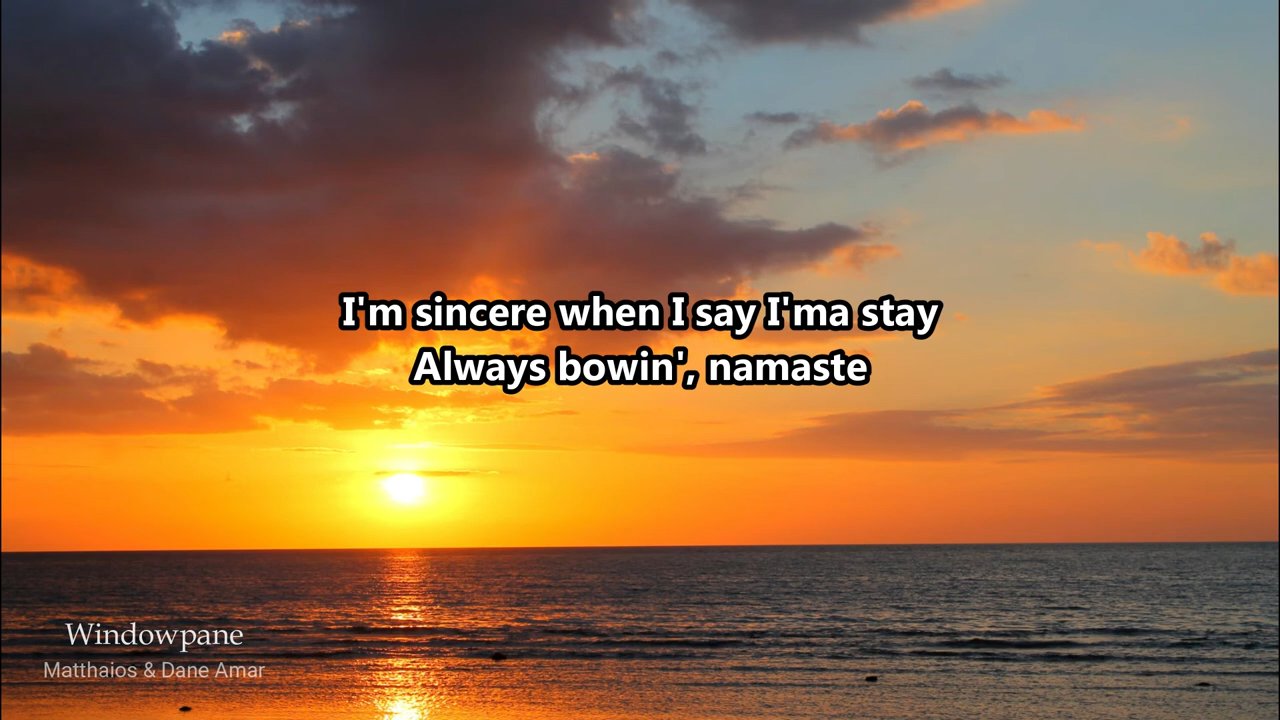 I'm sincere when I say I'ma stay
Always bowin', namaste
Windowpane
Matthaios & Dane Amar